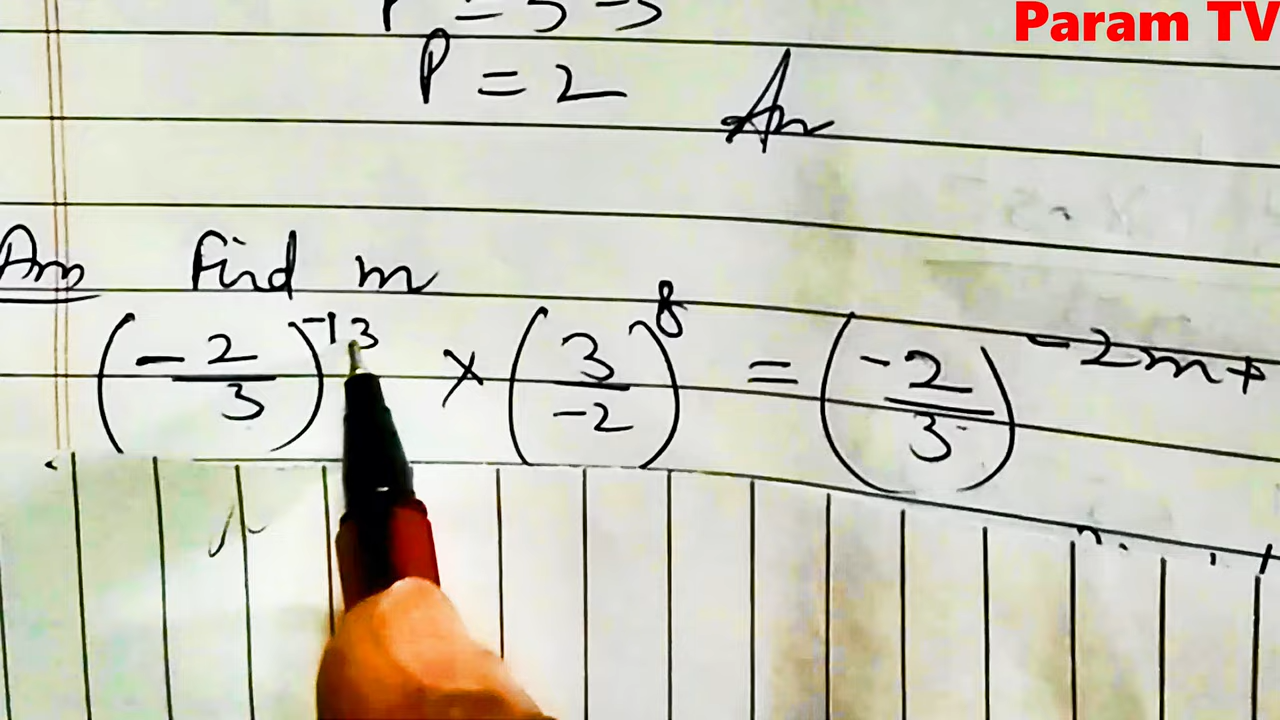 Param TV
P = 2 Ans
Ans Find m
(-2/3)^-13 × (3/-2)^8 = (-2/3)^-2m+